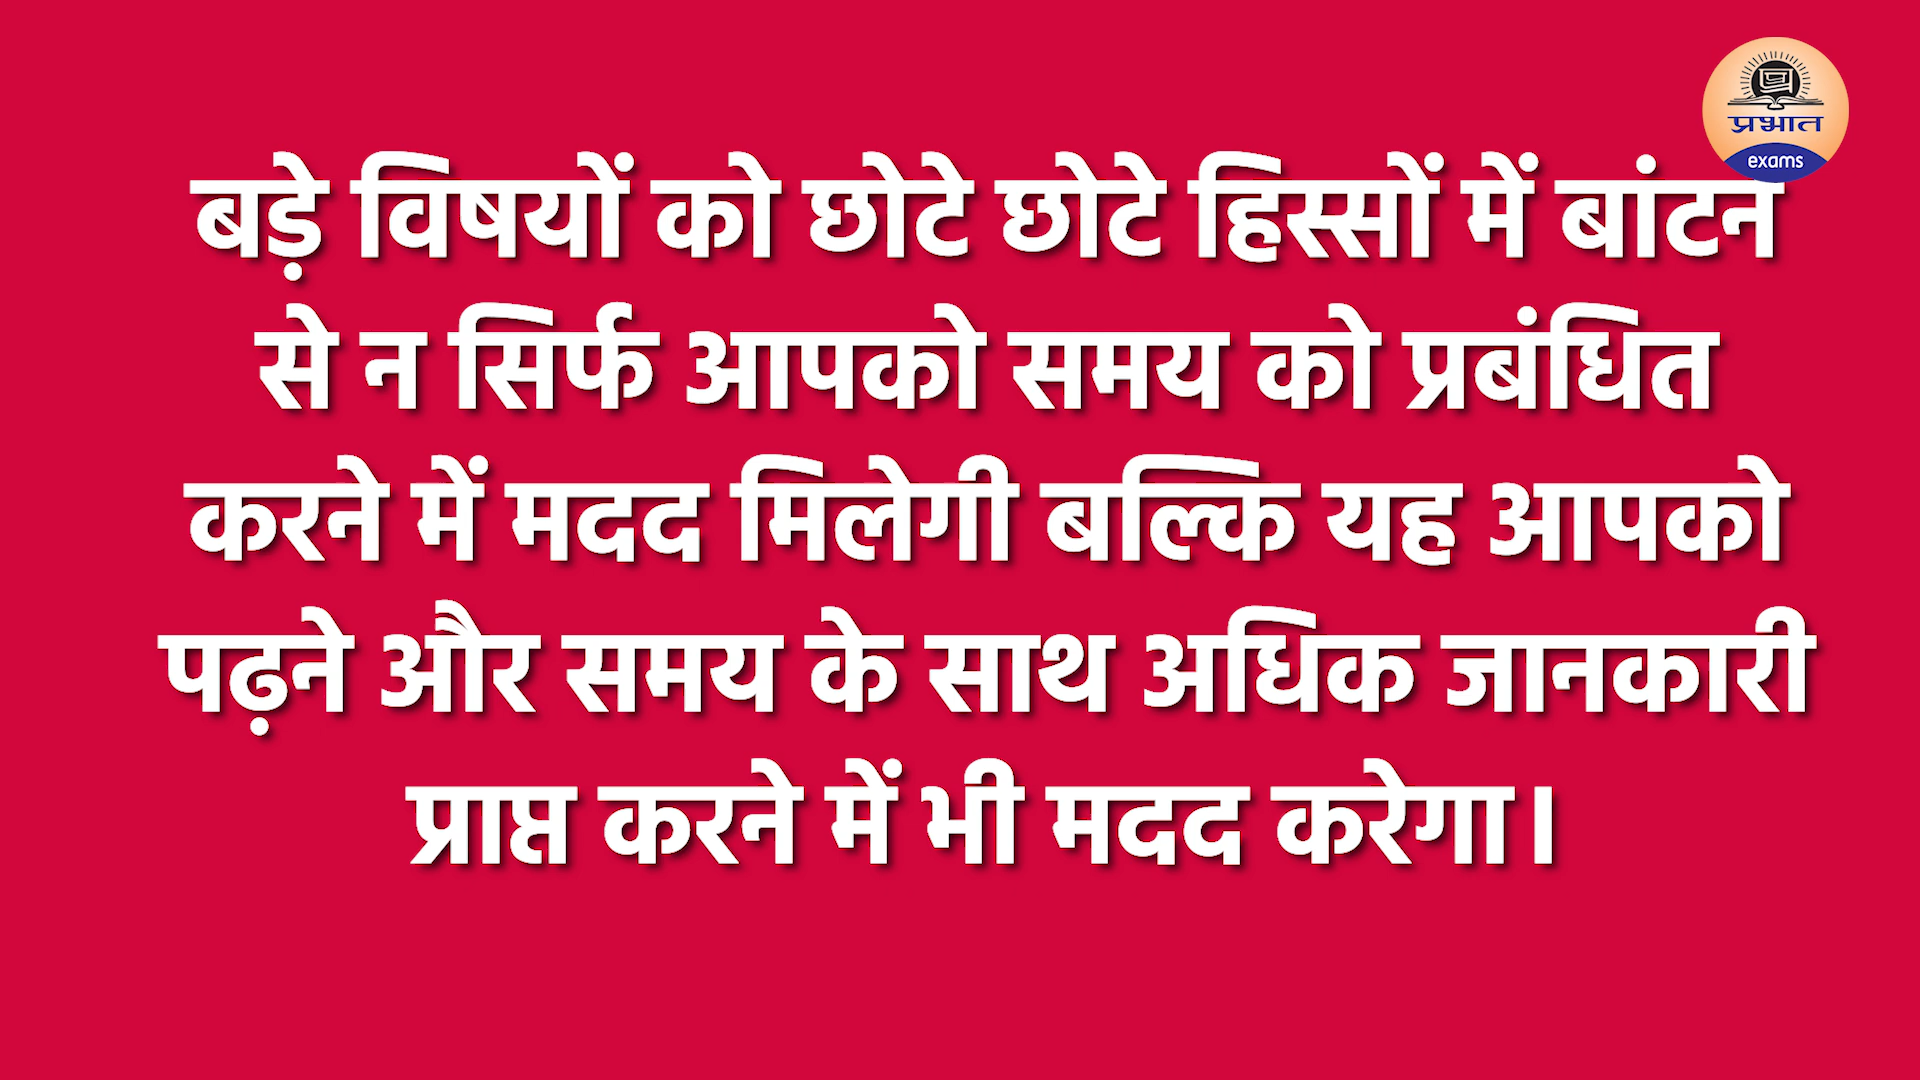 प्रभात
exams
बड़े विषयों को छोटे छोटे हिस्सों में बांटन
से न सिर्फ आपको समय को प्रबंधित
करने में मदद मिलेगी बल्कि यह आपको
पढ़ने और समय के साथ अधिक जानकारी
प्राप्त करने में भी मदद करेगा।